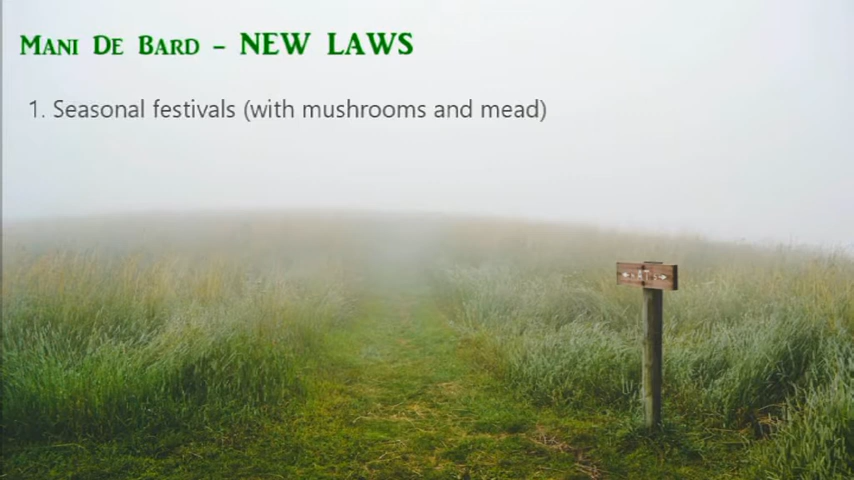 Mani De Bard – NEW LAWS
1. Seasonal festivals (with mushrooms and mead)